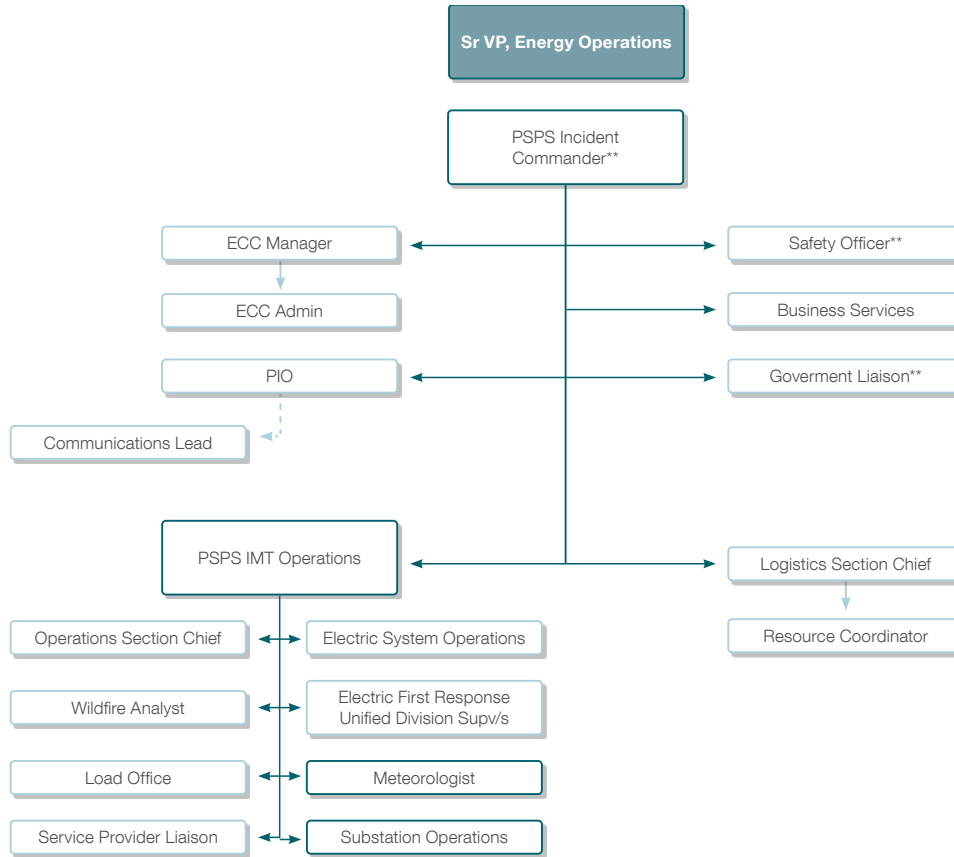 Sr VP, Energy Operations
PSPS Incident
Commander**
ECC Manager
Safety Officer**
ECC Admin
Business Services
PIO
Goverment Liaison**
Communications Lead
PSPS IMT Operations
Logistics Section Chief
Operations Section Chief
Electric System Operations
Resource Coordinator
Wildfire Analyst
Electric First Response
Unified Division Supv/s
Load Office
Meteorologist
Service Provider Liaison
Substation Operations